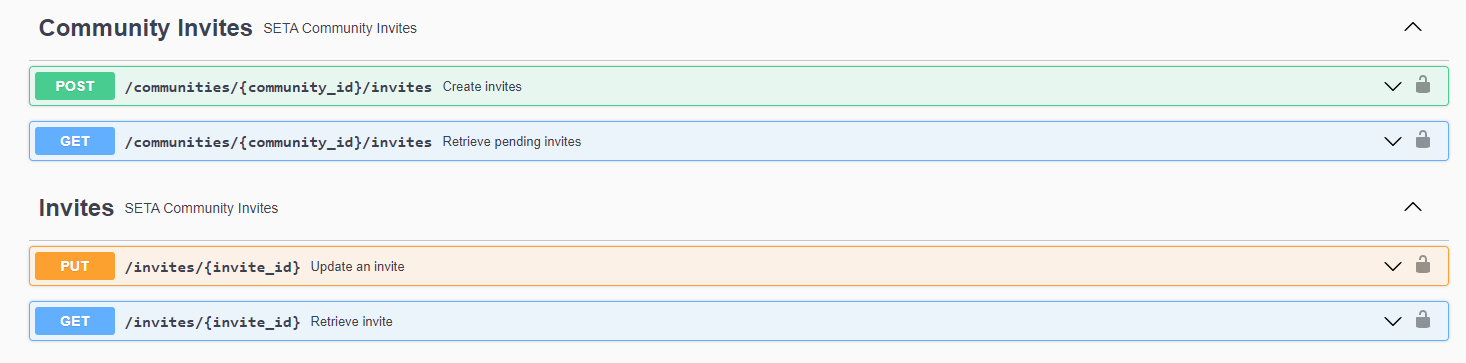 Community Invites SETA Community Invites
POST /communities/{community_id}/invites Create invites
GET /communities/{community_id}/invites Retrieve pending invites
Invites SETA Community Invites
PUT /invites/{invite_id} Update an invite
GET /invites/{invite_id} Retrieve invite